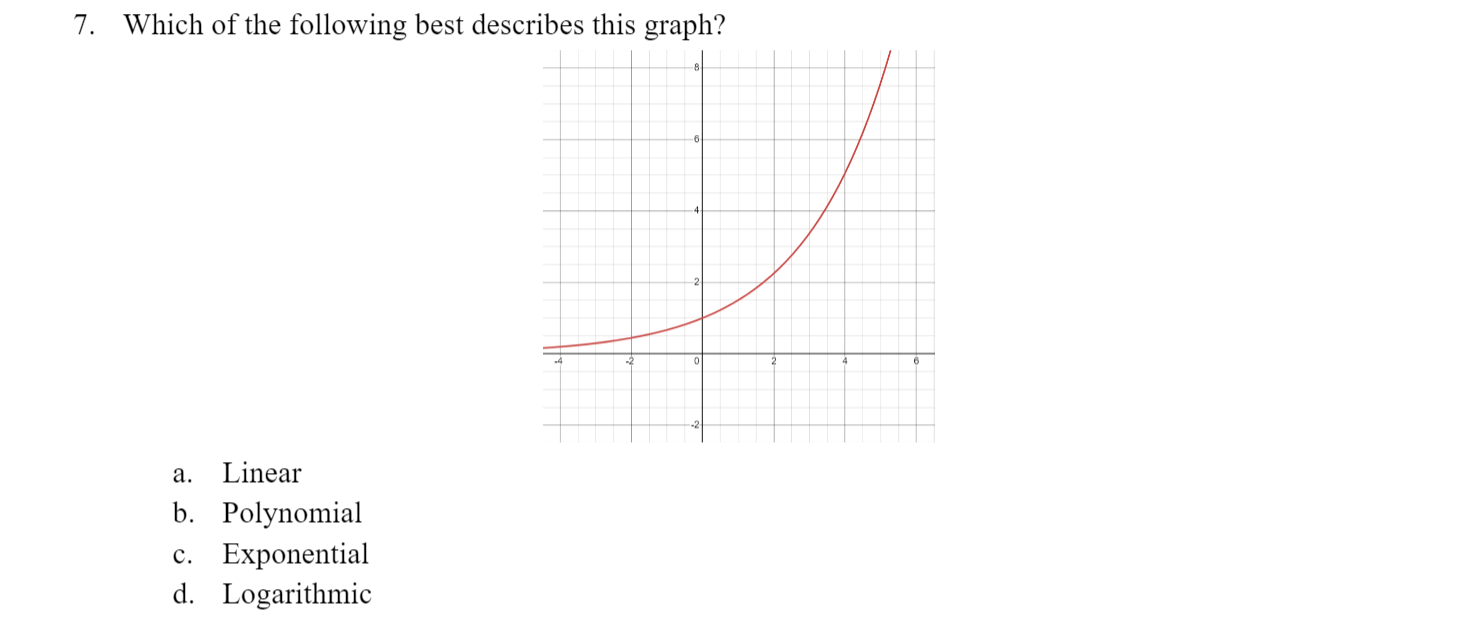 7. Which of the following best describes this graph?
8
6
4
2
-4 -2 0 2 4 6
-2
a. Linear
b. Polynomial
c. Exponential
d. Logarithmic